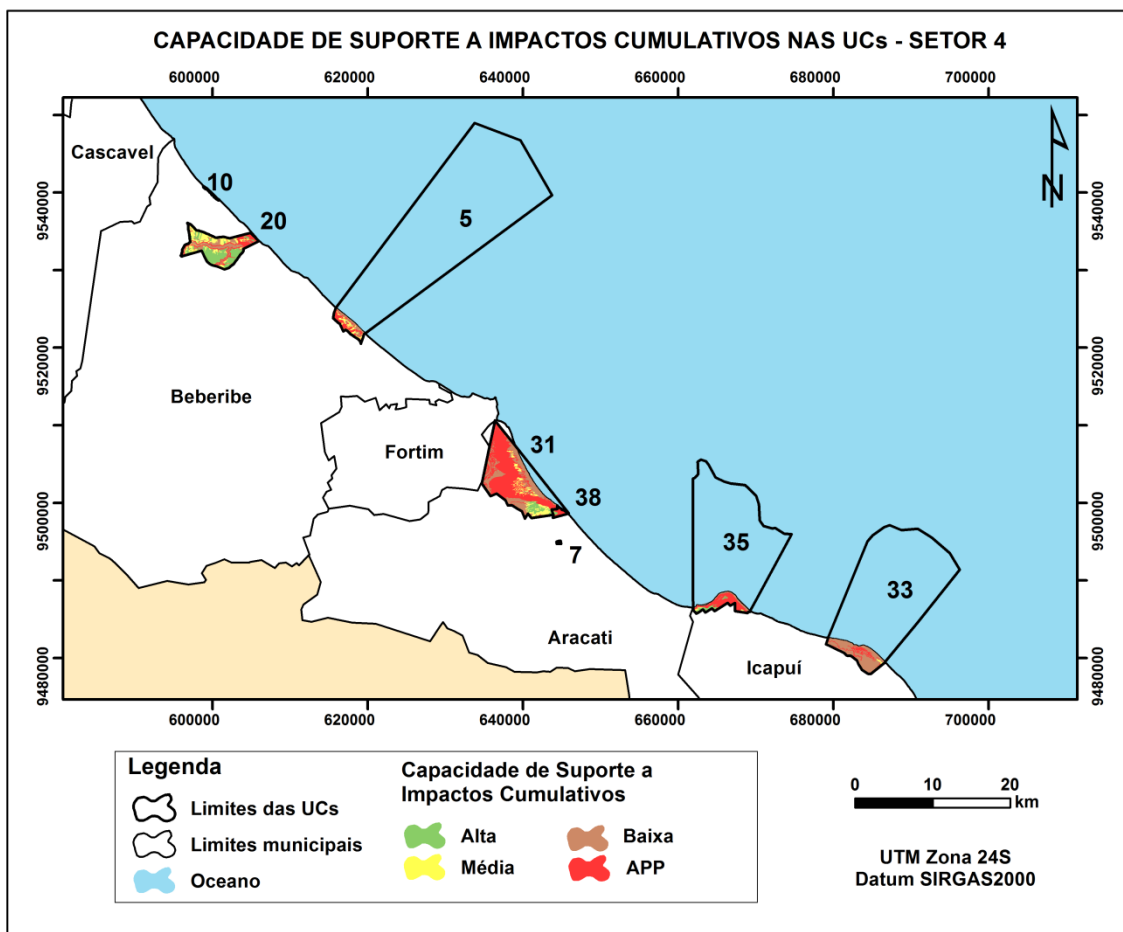 CAPACIDADE DE SUPORTE A IMPACTOS CUMULATIVOS NAS UCs - SETOR 4
600000 620000 640000 660000 680000 700000
Cascavel
N
10
9540000 9540000
20
5
9520000 9520000
Beberibe
Fortim
31
38
9500000 9500000
35
7
33
Aracati
Icapuí
9480000 9480000
600000 620000 640000 660000 680000 700000
Legenda
Limites das UCs
Limites municipais
Oceano
Capacidade de Suporte a
Impactos Cumulativos
Alta Baixa
Média APP
0 10 20
km
UTM Zona 24S
Datum SIRGAS2000